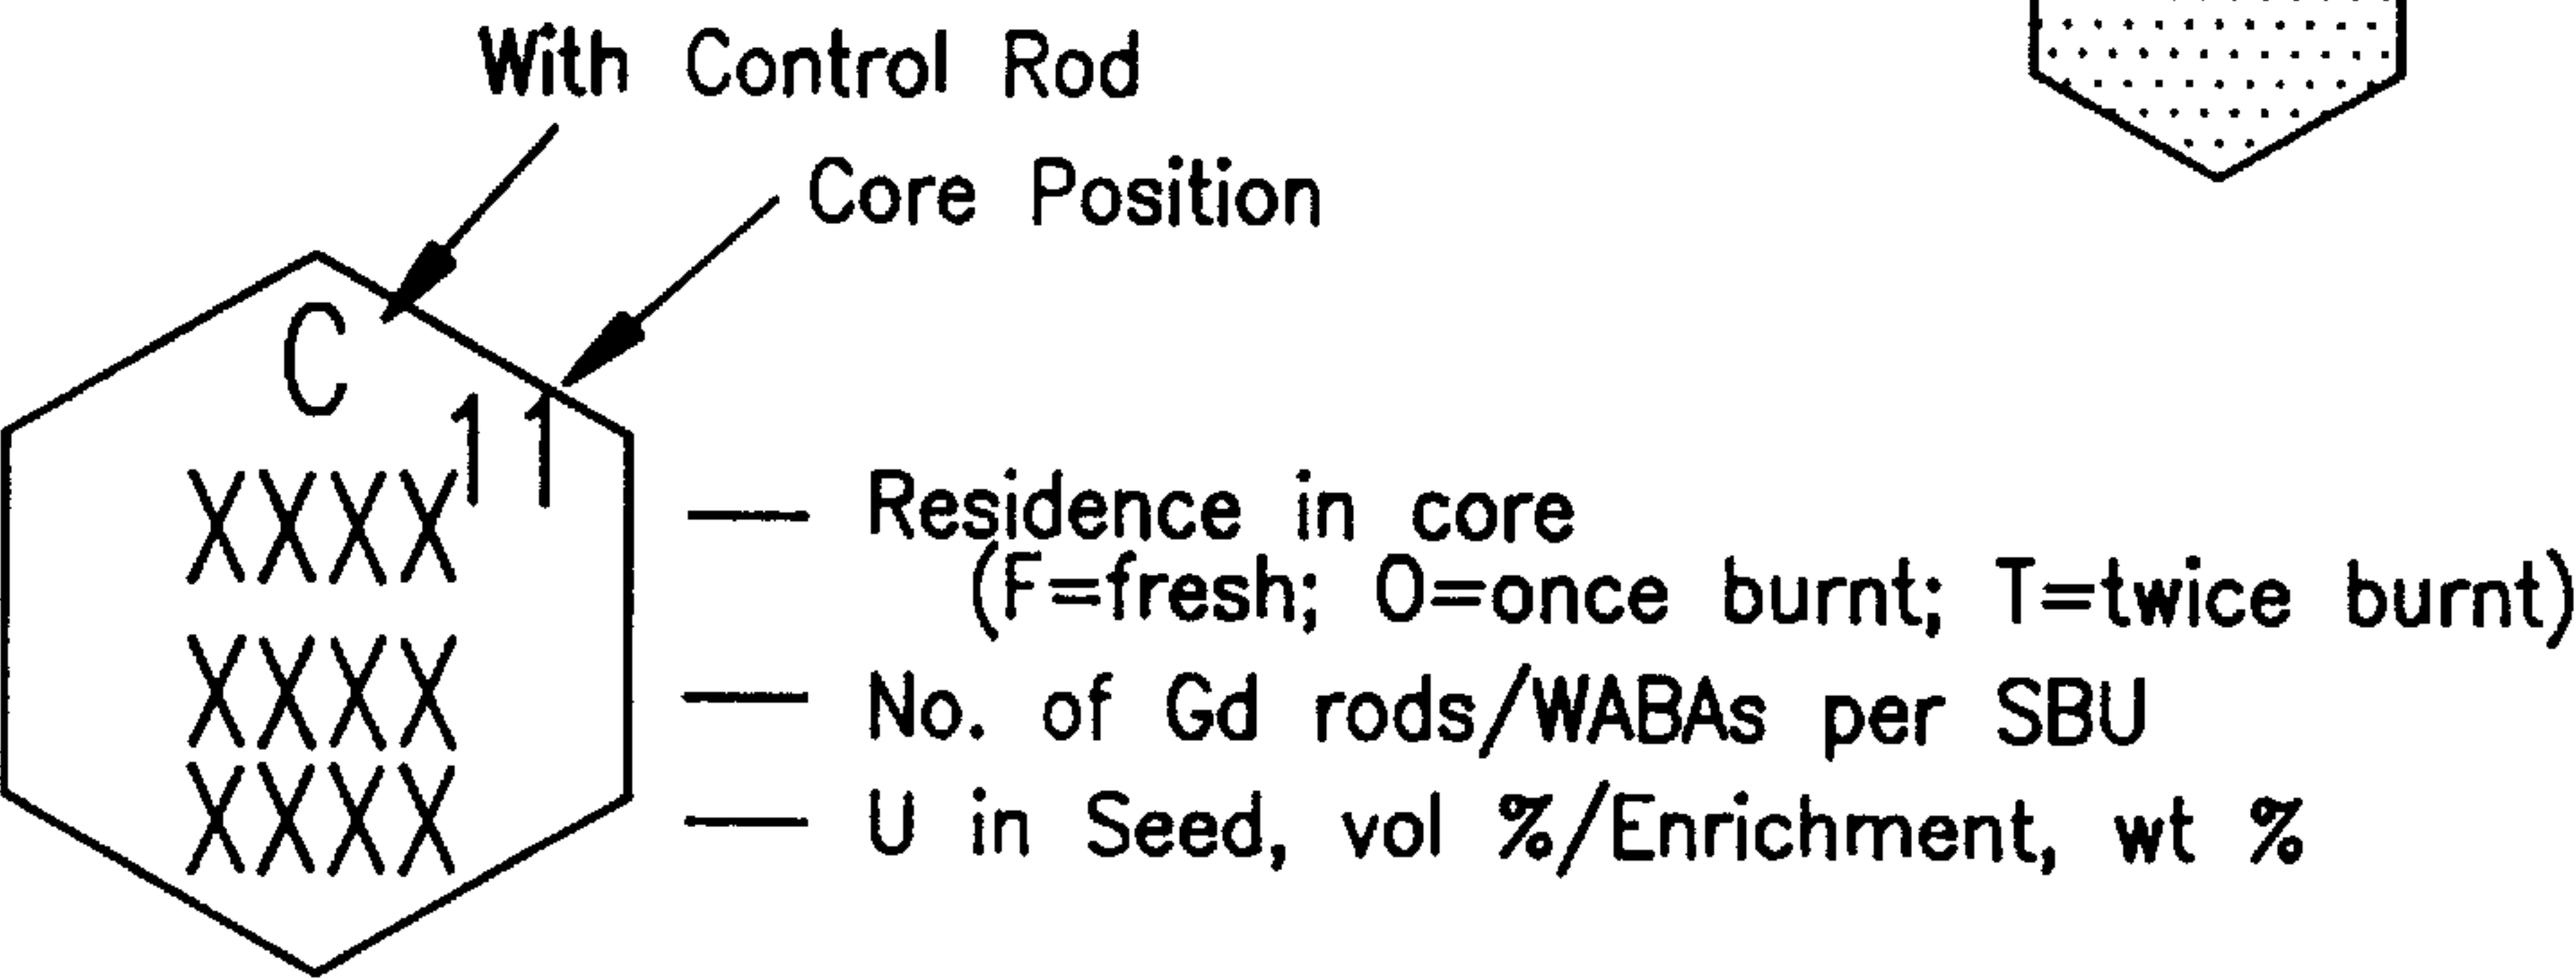 With Control Rod
Core Position
C
11
XXXX
Residence in core
(F=fresh; O=once burnt; T=twice burnt)
XXXX
No. of Gd rods/WABAs per SBU
XXXX
U in Seed, vol %/Enrichment, wt %